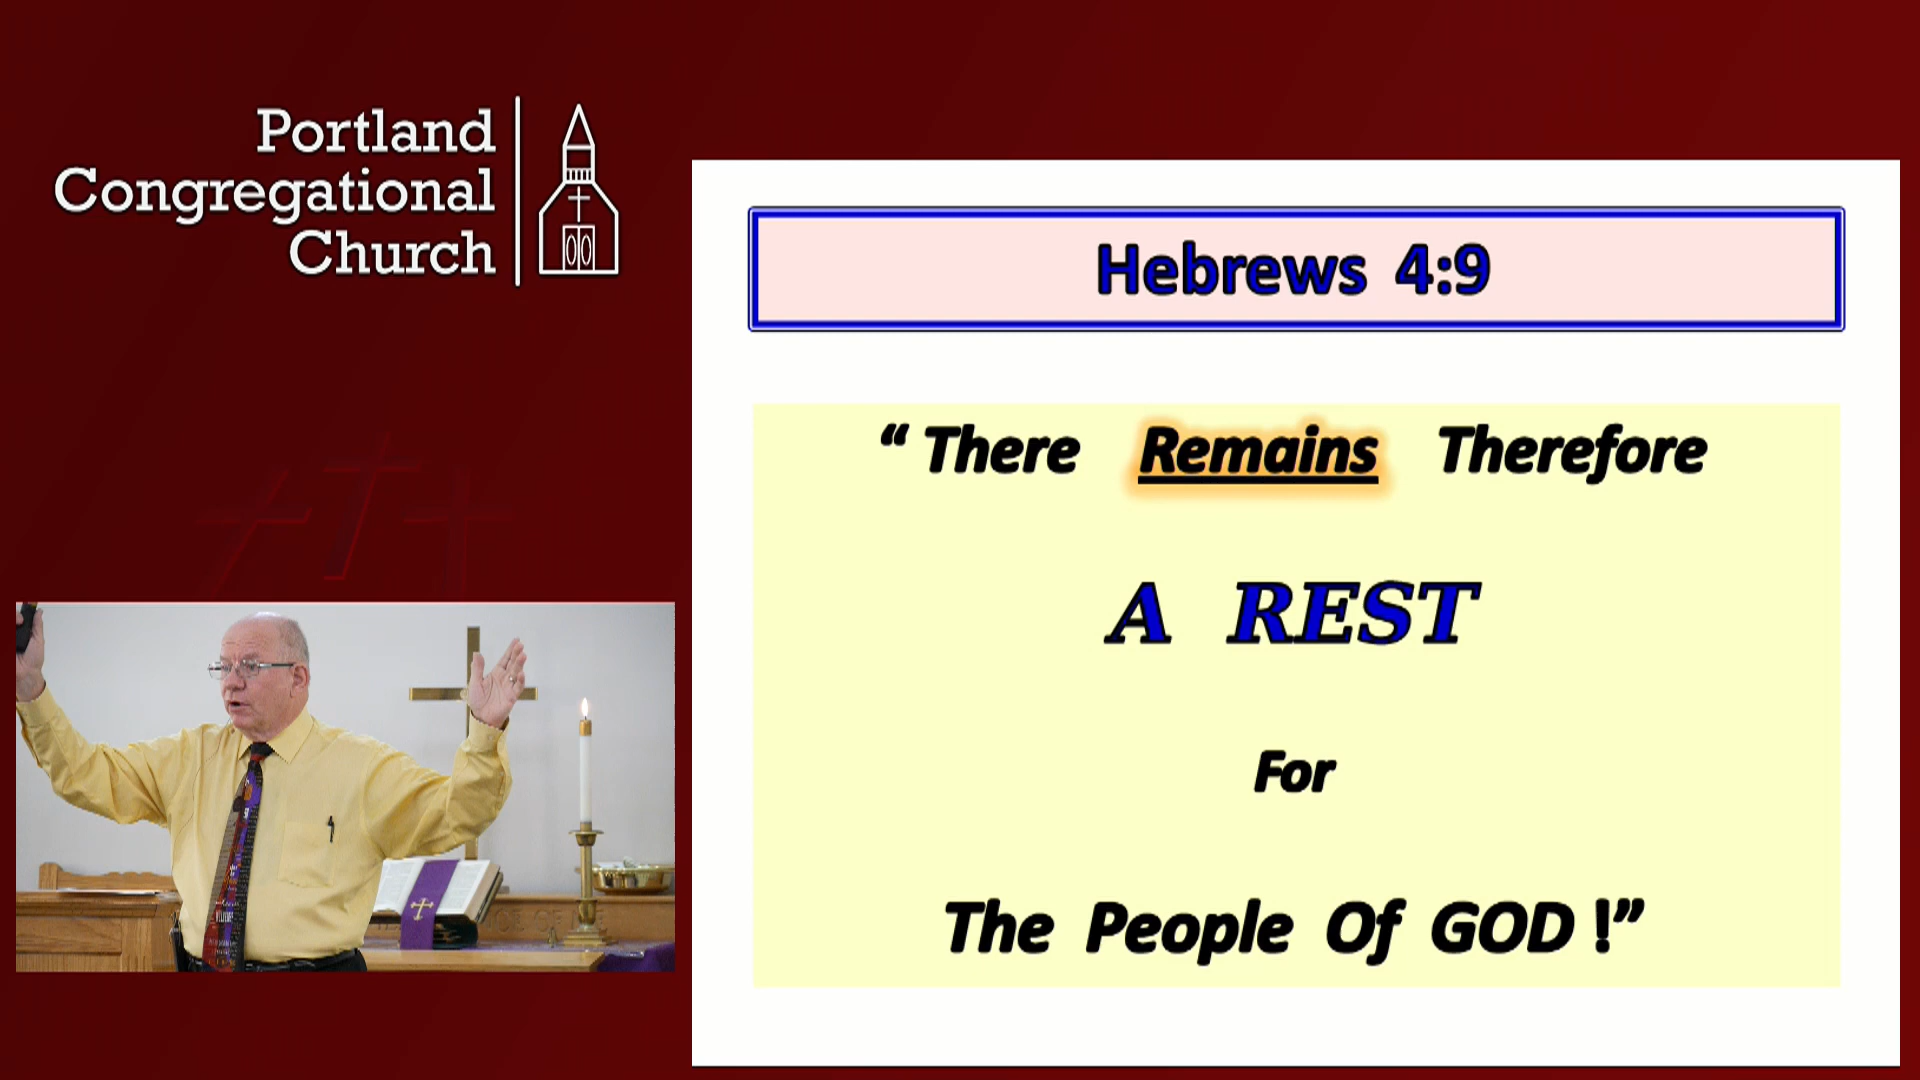 Portland
Congregational
Church
Hebrews 4:9
“ There Remains Therefore
A REST
For
The People Of GOD !”